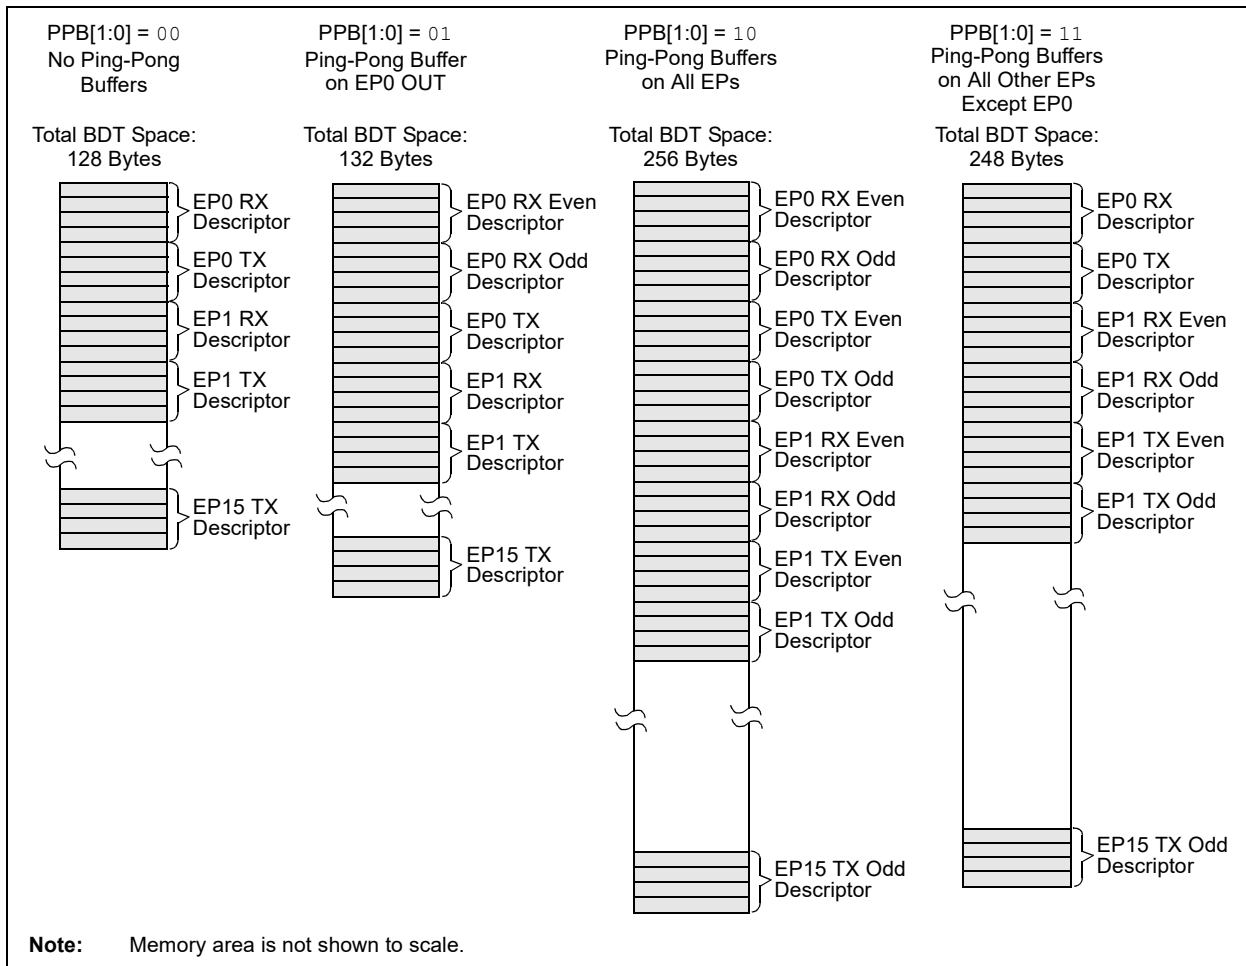 PPB[1:0] = 00
No Ping-Pong
Buffers
Total BDT Space:
128 Bytes
EP0 RX
Descriptor
EP0 TX
Descriptor
EP1 RX
Descriptor
EP1 TX
Descriptor
EP15 TX
Descriptor
PPB[1:0] = 01
Ping-Pong Buffer
on EP0 OUT
Total BDT Space:
132 Bytes
EP0 RX Even
Descriptor
EP0 RX Odd
Descriptor
EP0 TX
Descriptor
EP1 RX
Descriptor
EP1 TX
Descriptor
EP15 TX
Descriptor
PPB[1:0] = 10
Ping-Pong Buffers
on All EPs
Total BDT Space:
256 Bytes
EP0 RX Even
Descriptor
EP0 RX Odd
Descriptor
EP0 TX Even
Descriptor
EP0 TX Odd
Descriptor
EP1 RX Even
Descriptor
EP1 RX Odd
Descriptor
EP1 TX Even
Descriptor
EP1 TX Odd
Descriptor
EP15 TX Odd
Descriptor
PPB[1:0] = 11
Ping-Pong Buffers
on All Other EPs
Except EP0
Total BDT Space:
248 Bytes
EP0 RX
Descriptor
EP0 TX
Descriptor
EP1 RX Even
Descriptor
EP1 RX Odd
Descriptor
EP1 TX Even
Descriptor
EP1 TX Odd
Descriptor
EP15 TX Odd
Descriptor
Note: Memory area is not shown to scale.